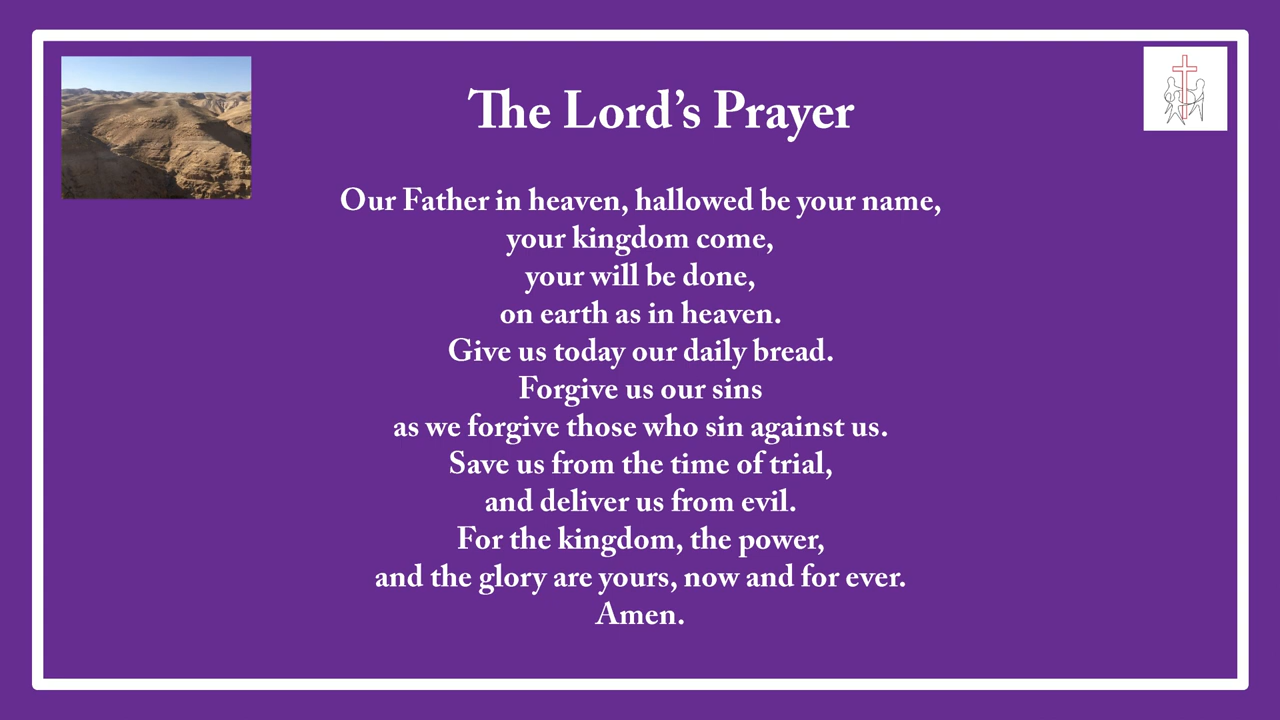 The Lord’s Prayer
Our Father in heaven, hallowed be your name,
your kingdom come,
your will be done,
on earth as in heaven.
Give us today our daily bread.
Forgive us our sins
as we forgive those who sin against us.
Save us from the time of trial,
and deliver us from evil.
For the kingdom, the power,
and the glory are yours, now and for ever.
Amen.